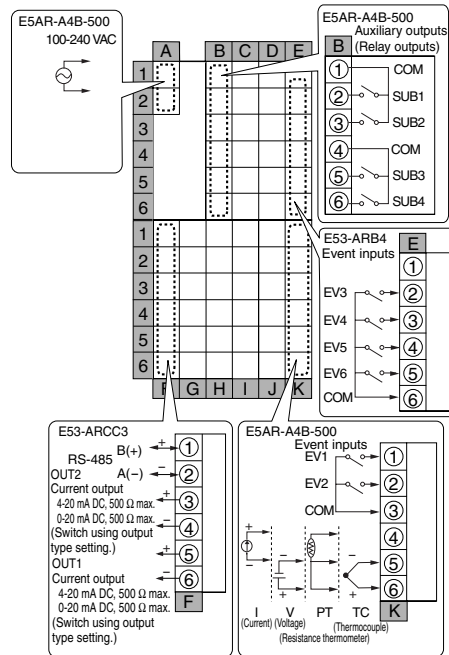 E5AR-A4B-500
100-240 VAC
A B C D E
1
2
3
4
5
6
1
2
3
4
5
6
F G H I J K
E5AR-A4B-500
Auxiliary outputs
(Relay outputs)
B
1 COM
2 SUB1
3 SUB2
4 COM
5 SUB3
6 SUB4
E53-ARB4
Event inputs
E
1
EV3 2
EV4 3
EV5 4
EV6 5
COM 6
E53-ARCC3
RS-485
B(+) + 1
A(−) − 2
OUT2
Current output
4-20 mA DC, 500 Ω max.
0-20 mA DC, 500 Ω max.
(Switch using output
type setting.)
+ 3
− 4
OUT1
Current output
4-20 mA DC, 500 Ω max.
0-20 mA DC, 500 Ω max.
(Switch using output
type setting.)
+ 5
− 6
F
E5AR-A4B-500
Event inputs
EV1 1
EV2 2
COM 3
4
5
6
+ − − + − +
I V PT TC
(Current) (Voltage) (Thermocouple)
(Resistance thermometer)
K